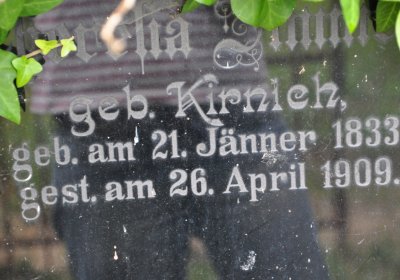 geb. Kirnich,
geb. am 21. Jänner 1833
gest. am 26. April 1909.